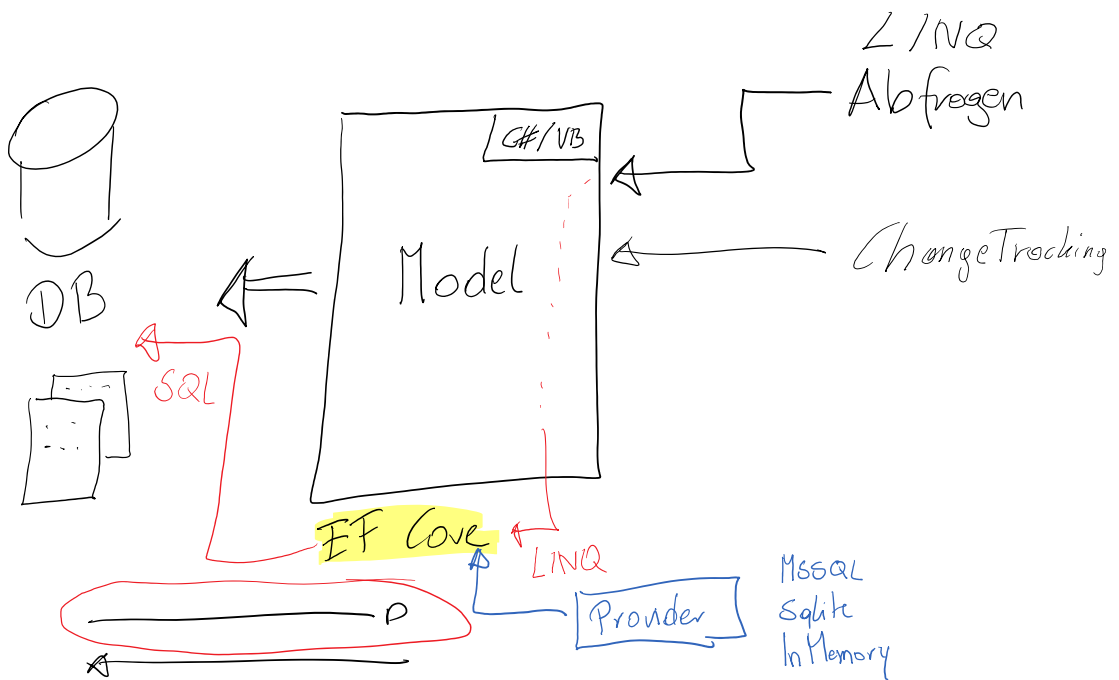 LINQ
Abfragen
C#/VB
Model
ChangeTracking
DB
SQL
EF Core
LINQ
Provider
MSSQL
Sqlite
InMemory